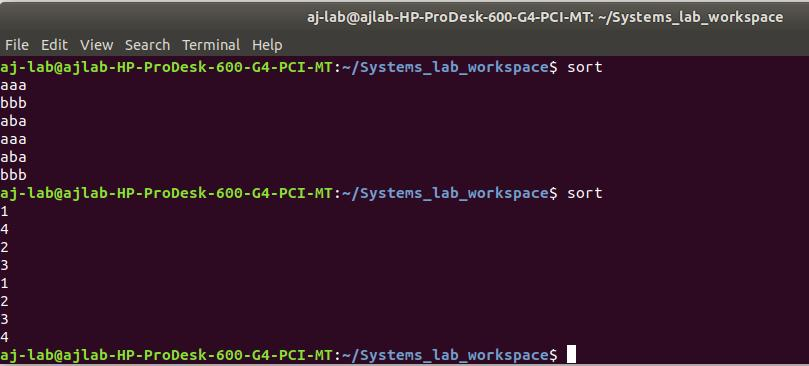 aj-lab@ajlab-HP-ProDesk-600-G4-PCI-MT: ~/Systems_lab_workspace
File Edit View Search Terminal Help
aj-lab@ajlab-HP-ProDesk-600-G4-PCI-MT:~/Systems_lab_workspace$ sort
aaa
bbb
aba
aaa
aba
bbb
aj-lab@ajlab-HP-ProDesk-600-G4-PCI-MT:~/Systems_lab_workspace$ sort
1
4
2
3
1
2
3
4
aj-lab@ajlab-HP-ProDesk-600-G4-PCI-MT:~/Systems_lab_workspace$